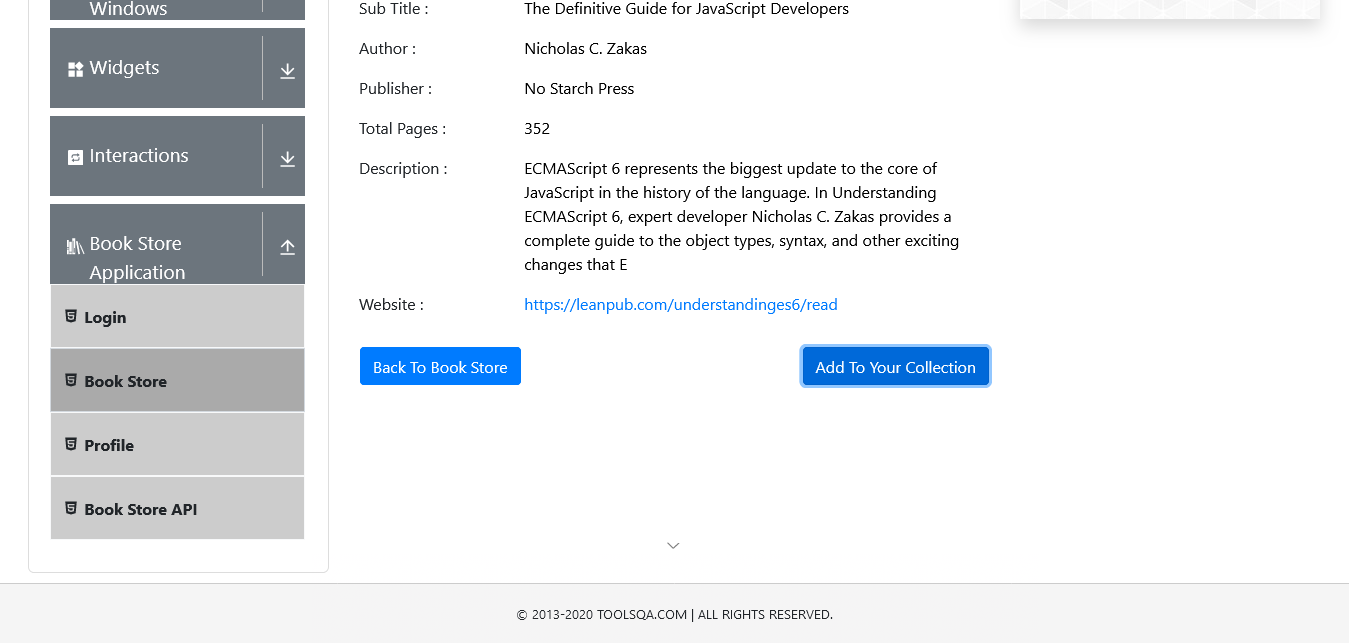 Windows
Widgets
Interactions
Book Store
Application
Login
Book Store
Profile
Book Store API
Sub Title : The Definitive Guide for JavaScript Developers
Author : Nicholas C. Zakas
Publisher : No Starch Press
Total Pages : 352
Description : ECMAScript 6 represents the biggest update to the core of
JavaScript in the history of the language. In Understanding
ECMAScript 6, expert developer Nicholas C. Zakas provides a
complete guide to the object types, syntax, and other exciting
changes that E
Website : https://leanpub.com/understandinges6/read
Back To Book Store Add To Your Collection
© 2013-2020 TOOLSQA.COM | ALL RIGHTS RESERVED.